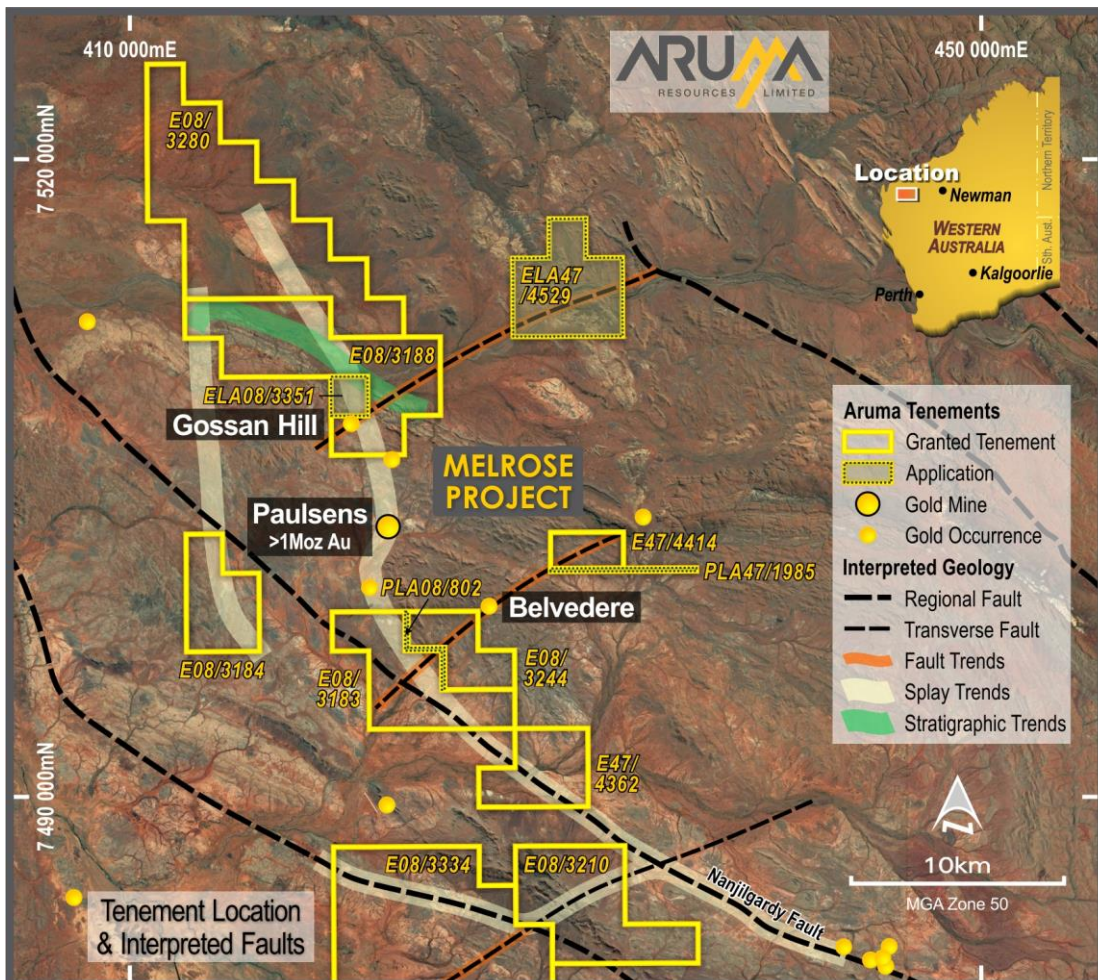 410 000mE
450 000mE
ARUMA
RESOURCES LIMITED
7 520 000mN
E08/
3280
Location
Newman
WESTERN
AUSTRALIA
Kalgoorlie
Perth
Northern Territory
Sth. Aust.
ELA47
/4529
E08/3188
ELA08/3351
Gossan Hill
MELROSE
PROJECT
Paulsens
>1Moz Au
E47/4414
PLA47/1985
PLA08/802
Belvedere
E08/3184
E08/
3183
E08/
3244
E47/
4362
Aruma Tenements
Granted Tenement
Application
Gold Mine
Gold Occurrence
Interpreted Geology
Regional Fault
Transverse Fault
Fault Trends
Splay Trends
Stratigraphic Trends
7 490 000mN
N
10km
MGA Zone 50
E08/3334
E08/3210
Nanjilgardy Fault
Tenement Location
& Interpreted Faults